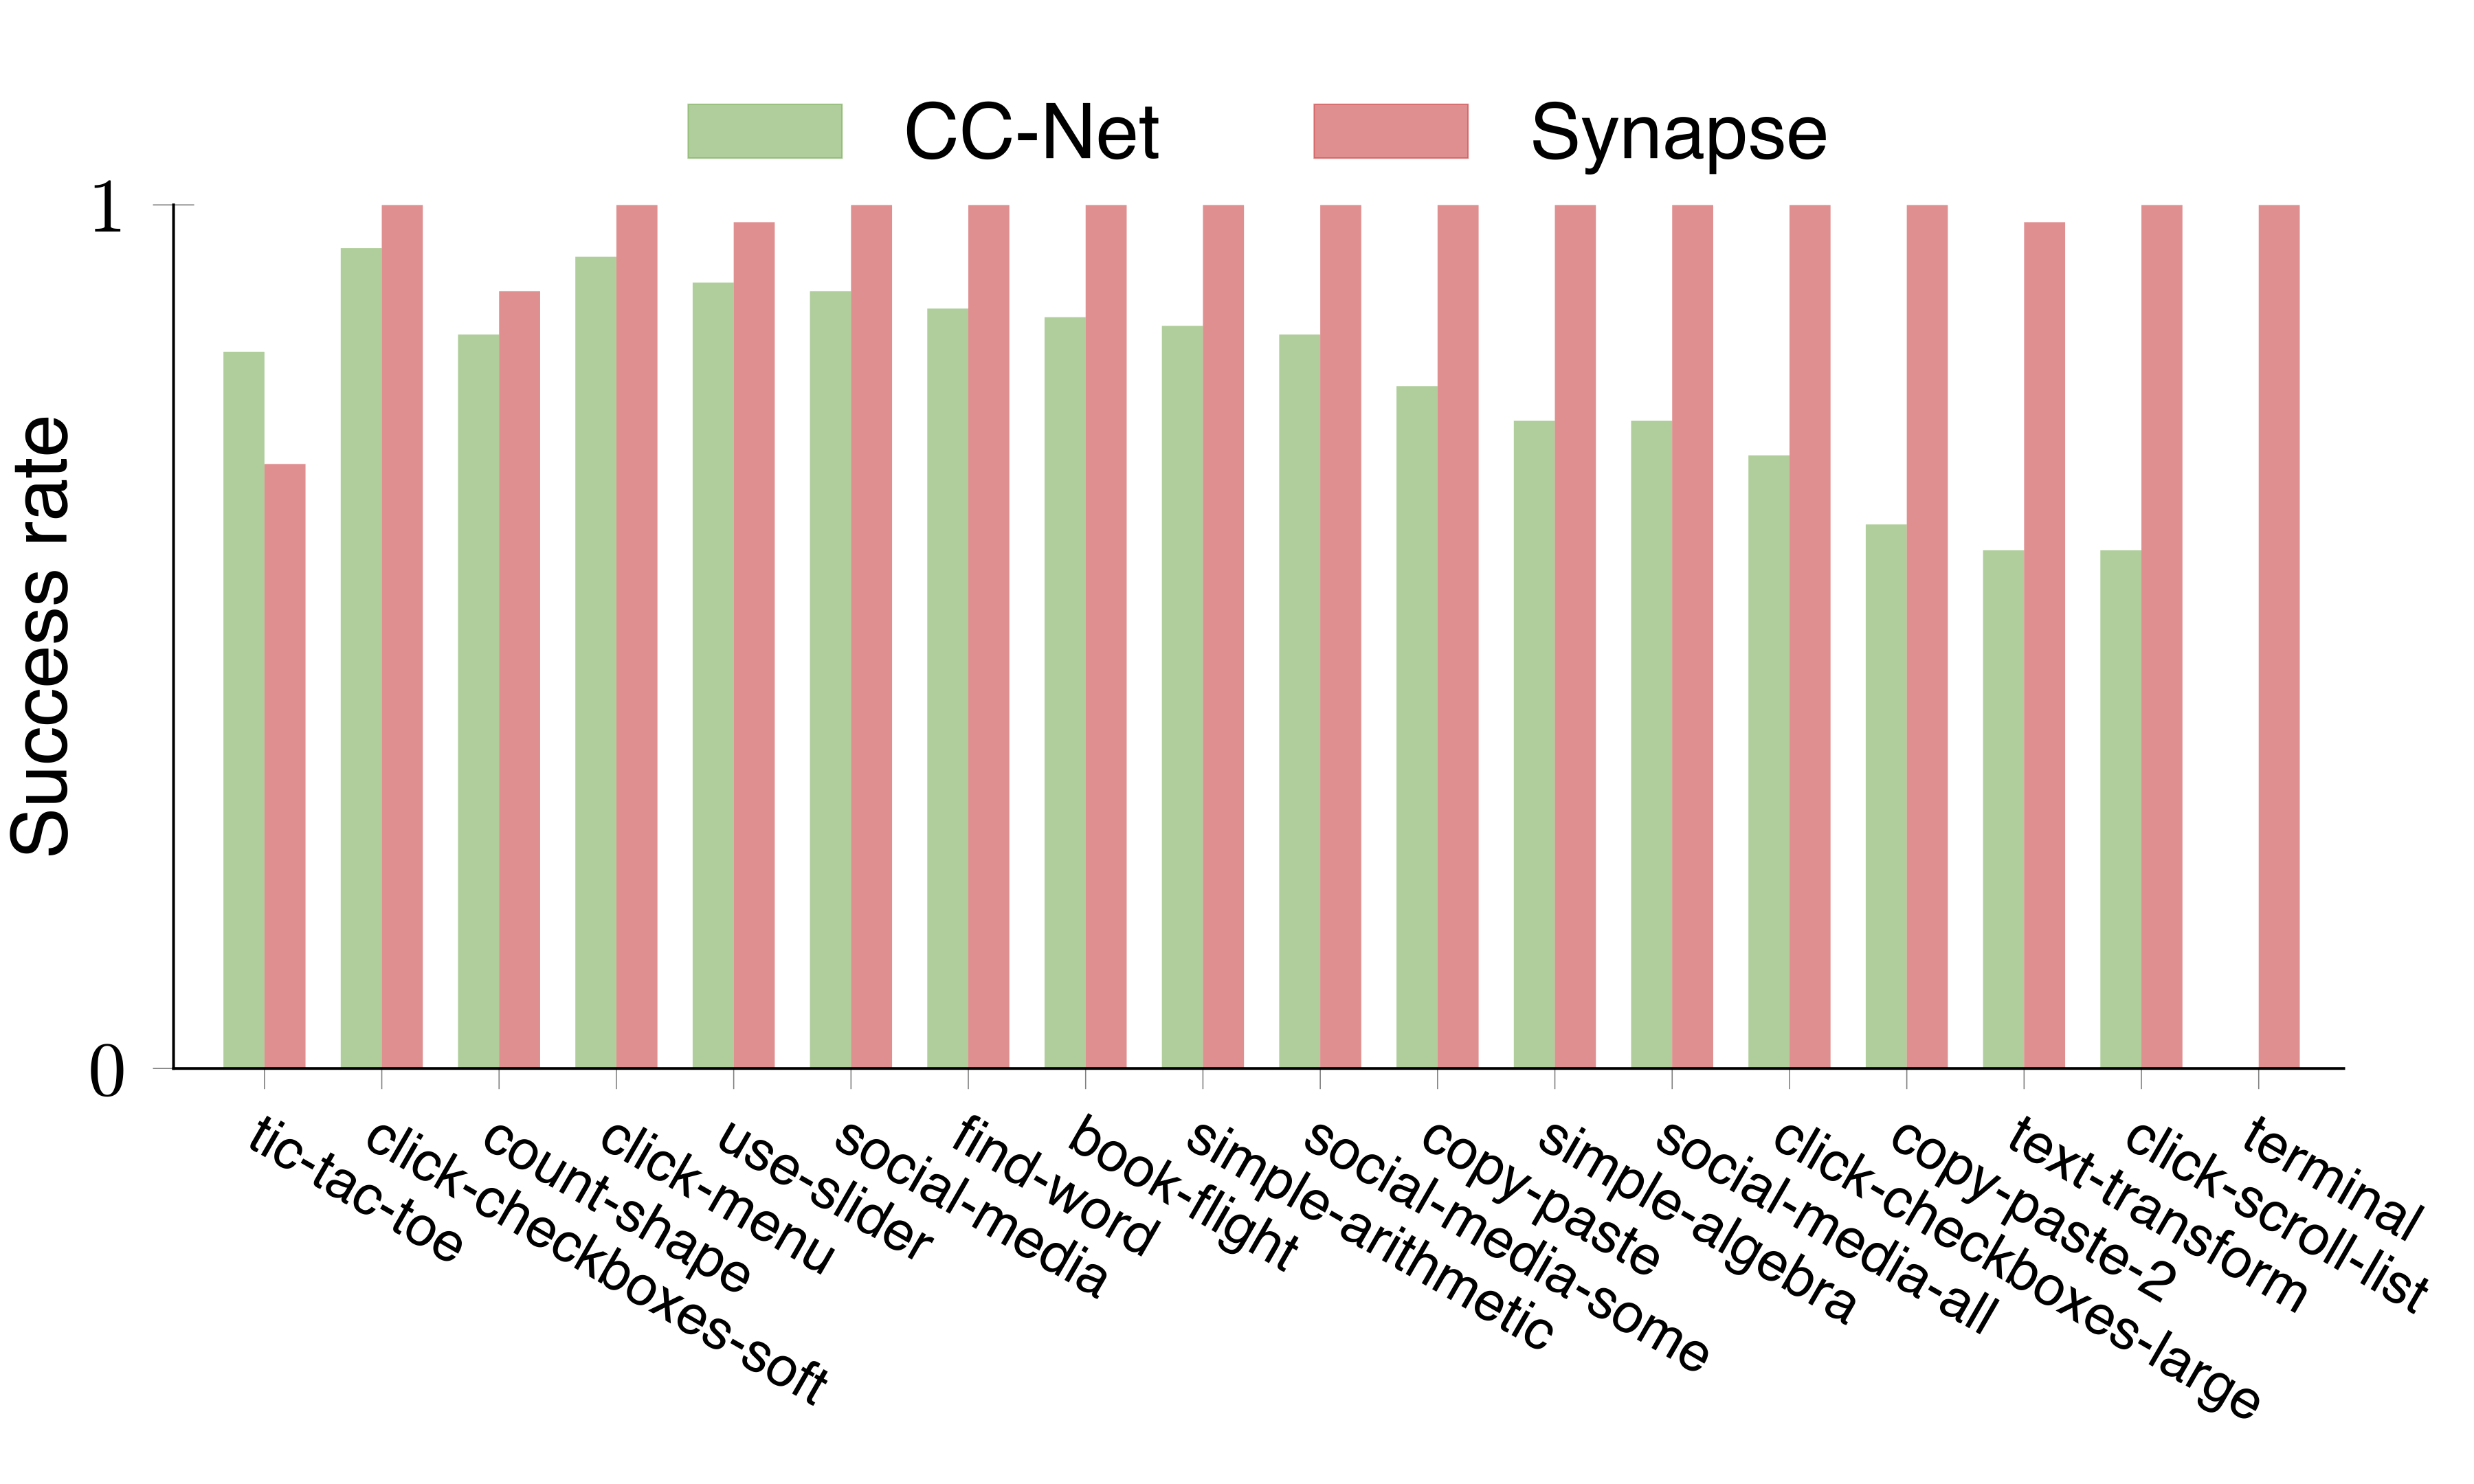 CC-Net
Synapse
1
Success rate
0
tic-tac-toe
click-checkboxes-soft
count-shape
click-menu
use-slider
social-media
find-word
book-flight
simple-arithmetic
social-media-some
copy-paste
simple-algebra
social-media-all
click-checkboxes-large
copy-paste-2
text-transform
click-scroll-list
terminal